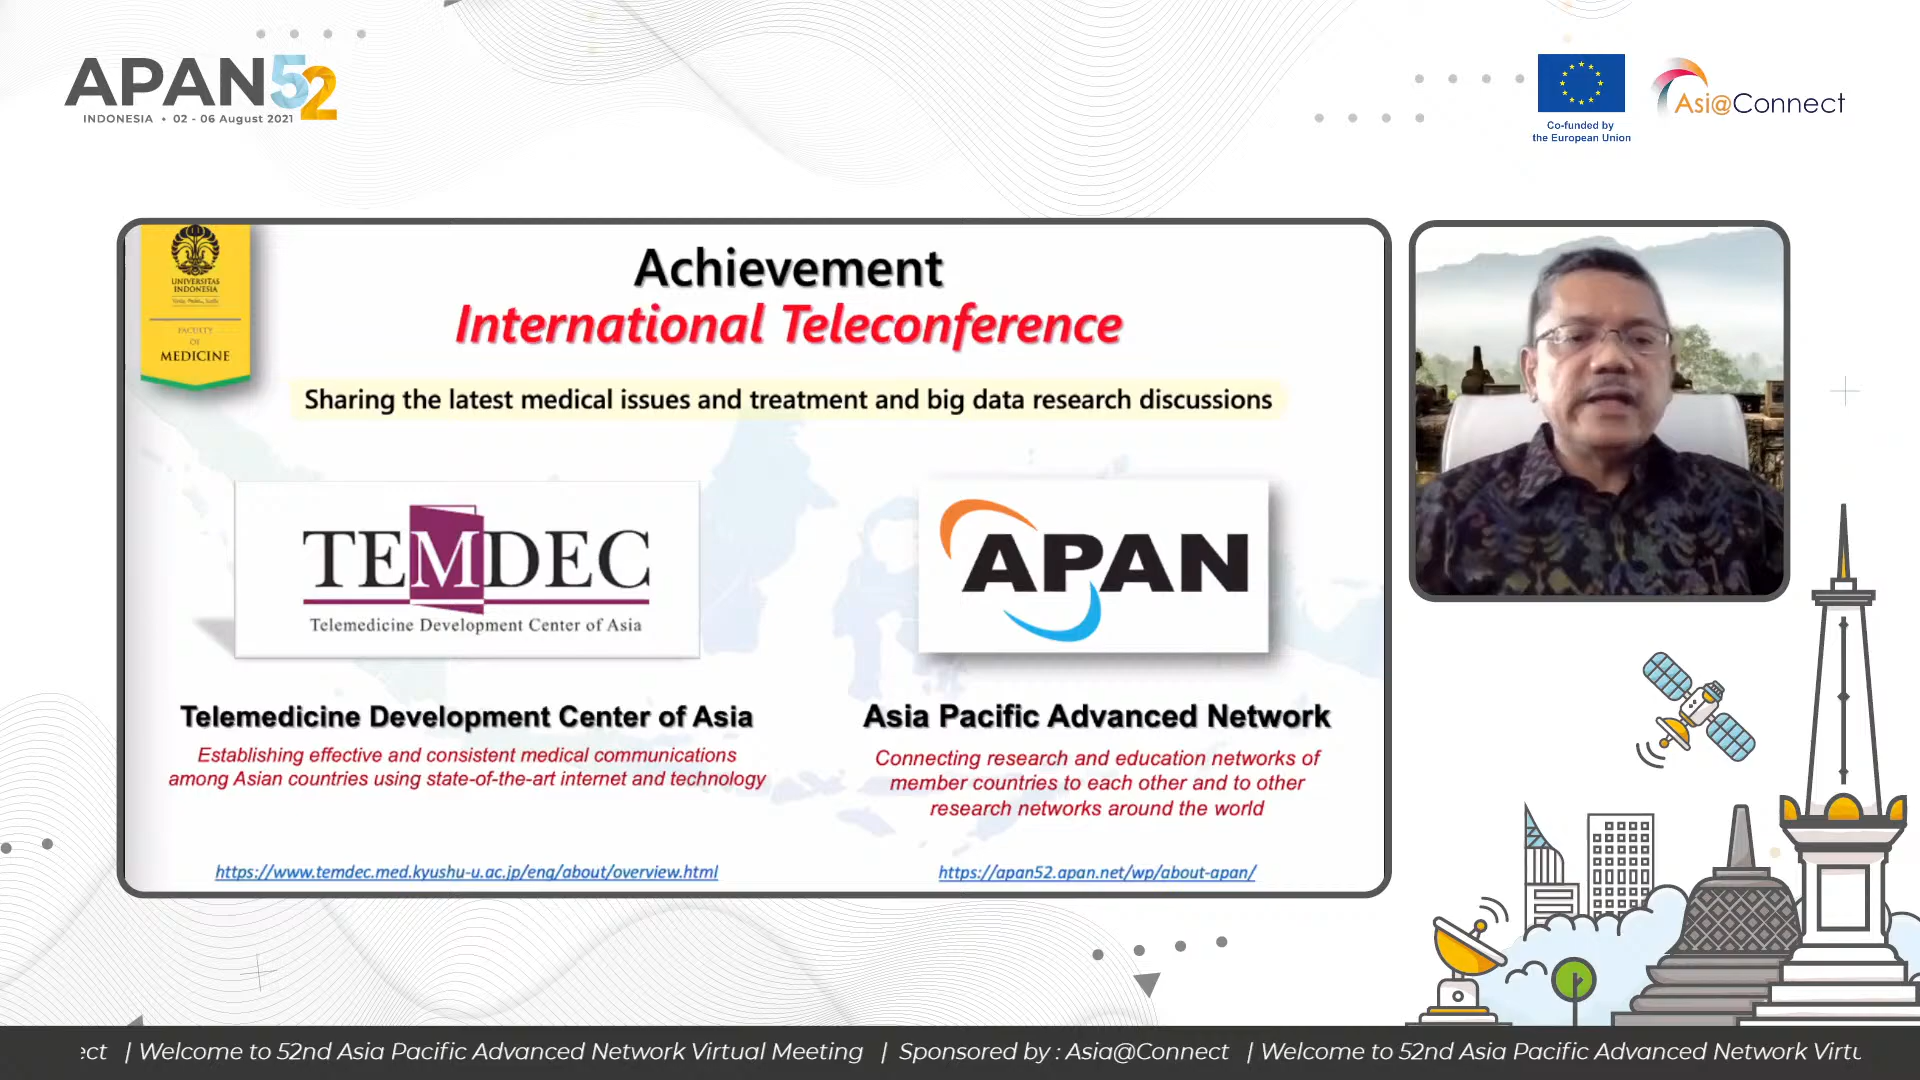 APAN52
INDONESIA • 02 - 06 August 2021
Co-funded by
the European Union
Asi@Connect
UNIVERSITAS
INDONESIA
FACULTY
OF
MEDICINE
Achievement
International Teleconference
Sharing the latest medical issues and treatment and big data research discussions
TEMDEC
Telemedicine Development Center of Asia
APAN
Telemedicine Development Center of Asia
Establishing effective and consistent medical communications
among Asian countries using state-of-the-art internet and technology
Asia Pacific Advanced Network
Connecting research and education networks of
member countries to each other and to other
research networks around the world
https://www.temdec.med.kyushu-u.ac.jp/eng/about/overview.html
https://apan52.apan.net/wp/about-apan/
ect | Welcome to 52nd Asia Pacific Advanced Network Virtual Meeting | Sponsored by : Asia@Connect | Welcome to 52nd Asia Pacific Advanced Network Virtu